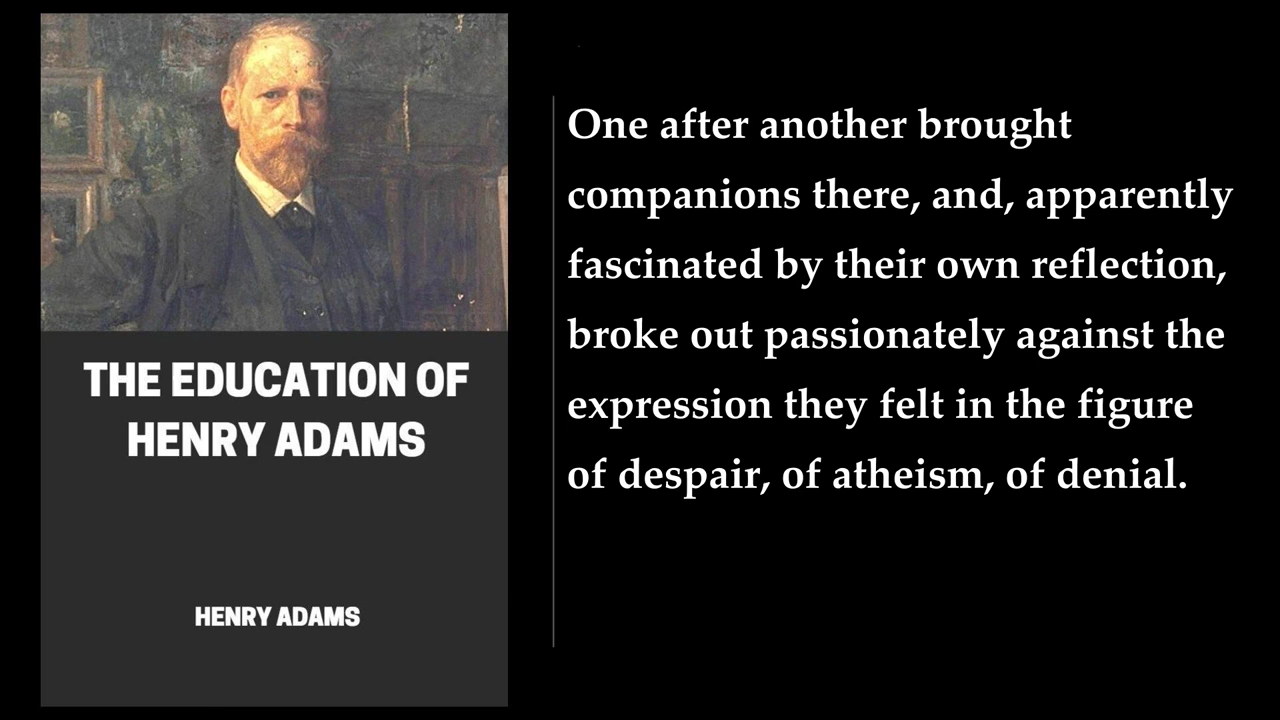 THE EDUCATION OF
HENRY ADAMS
HENRY ADAMS
One after another brought
companions there, and, apparently
fascinated by their own reflection,
broke out passionately against the
expression they felt in the figure
of despair, of atheism, of denial.